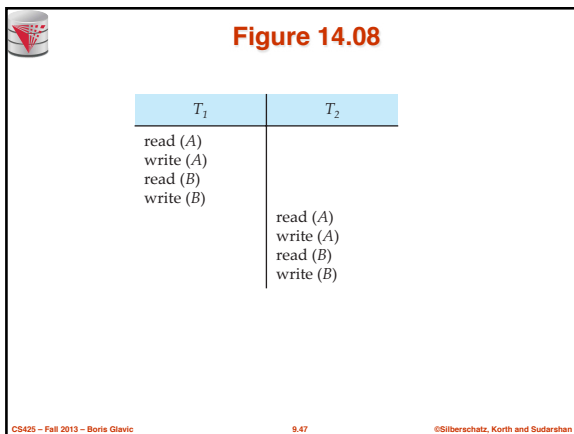 Figure 14.08
T1 T2
read (A)
write (A)
read (B)
write (B)
read (A)
write (A)
read (B)
write (B)
CS425 – Fall 2013 – Boris Glavic 9.47 ©Silberschatz, Korth and Sudarshan